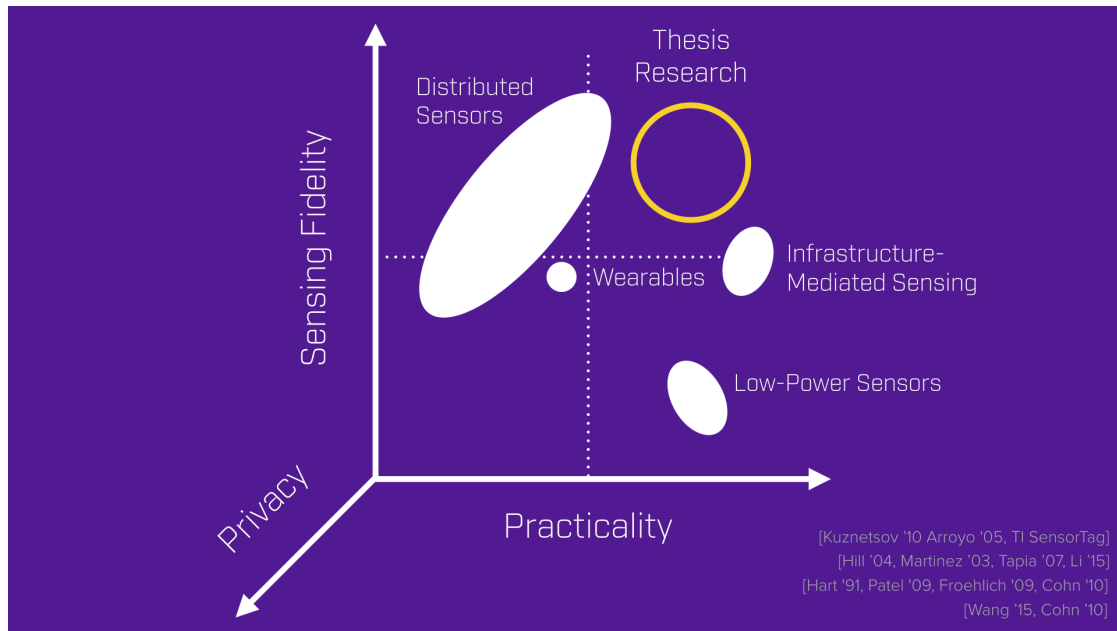 Thesis
Research
Distributed
Sensors
Sensing Fidelity
Infrastructure-
Mediated Sensing
Wearables
Low-Power Sensors
Privacy
Practicality
[Kuznetsov '10 Arroyo '05, TI SensorTag]
[Hill '04, Martinez '03, Tapia '07, Li '15]
[Hart '91, Patel '09, Froehlich '09, Cohn '10]
[Wang '15, Cohn '10]